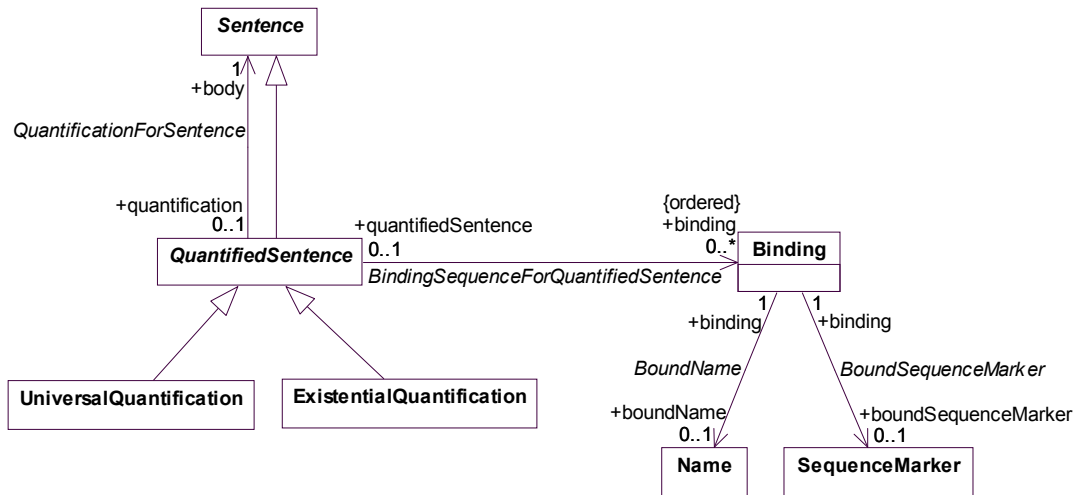 Sentence
1
+body
QuantificationForSentence
+quantification
0..1
QuantifiedSentence
+quantifiedSentence
0..1
BindingSequenceForQuantifiedSentence
{ordered}
+binding
0..*
Binding
1
+binding
1
+binding
BoundName
BoundSequenceMarker
+boundName
0..1
+boundSequenceMarker
0..1
UniversalQuantification
ExistentialQuantification
Name
SequenceMarker